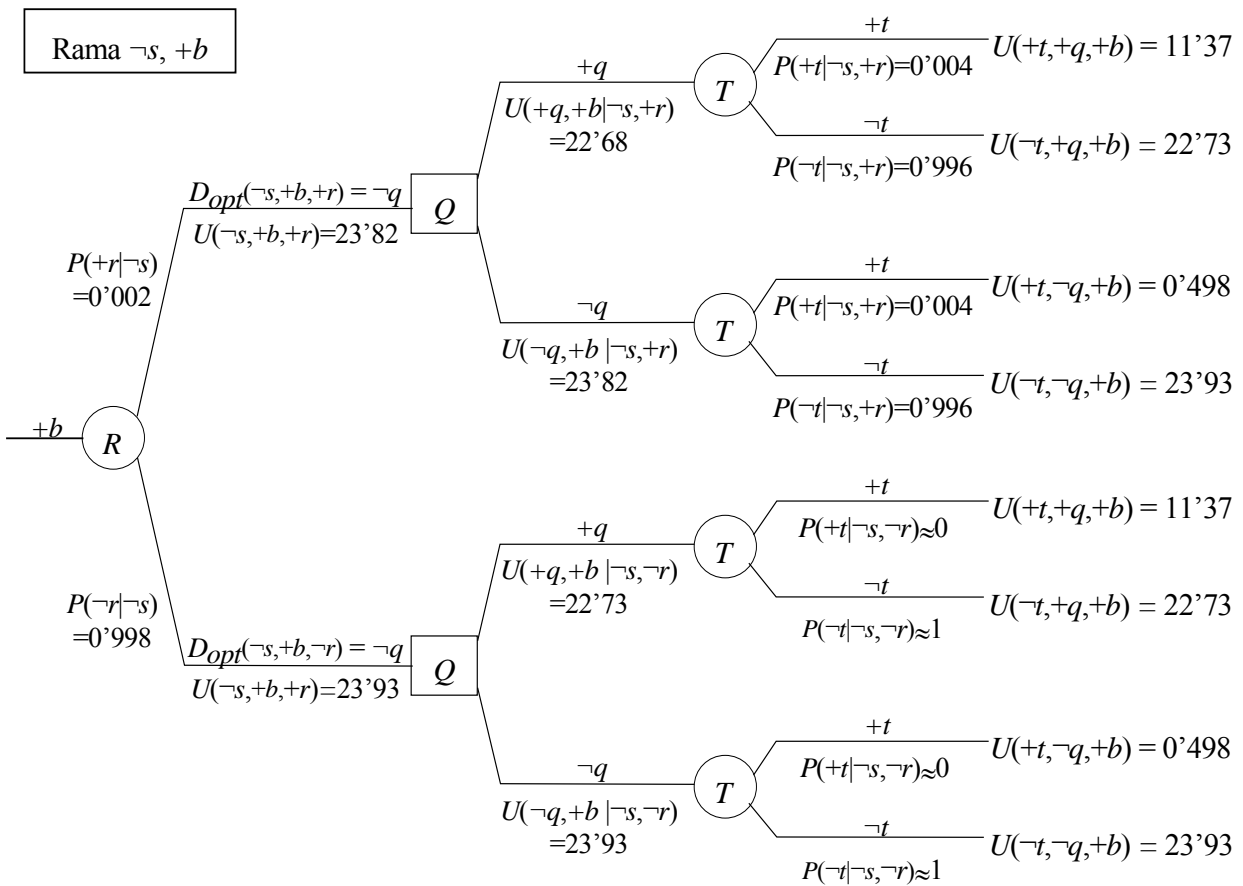 Rama ¬s, +b
+b
R
P(+r|¬s)
=0’002
P(¬r|¬s)
=0’998
Dopt(¬s,+b,+r) = ¬q
U(¬s,+b,+r)=23’82
Q
+q
U(+q,+b|¬s,+r)
=22’68
T
+t
P(+t|¬s,+r)=0’004
U(+t,+q,+b) = 11’37
¬t
P(¬t|¬s,+r)=0’996
U(¬t,+q,+b) = 22’73
¬q
U(¬q,+b |¬s,+r)
=23’82
T
+t
P(+t|¬s,+r)=0’004
U(+t,¬q,+b) = 0’498
¬t
P(¬t|¬s,+r)=0’996
U(¬t,¬q,+b) = 23’93
Dopt(¬s,+b,¬r) = ¬q
U(¬s,+b,+r)=23’93
Q
+q
U(+q,+b |¬s,¬r)
=22’73
T
+t
P(+t|¬s,¬r)≈0
U(+t,+q,+b) = 11’37
¬t
P(¬t|¬s,¬r)≈1
U(¬t,+q,+b) = 22’73
¬q
U(¬q,+b |¬s,¬r)
=23’93
T
+t
P(+t|¬s,¬r)≈0
U(+t,¬q,+b) = 0’498
¬t
P(¬t|¬s,¬r)≈1
U(¬t,¬q,+b) = 23’93